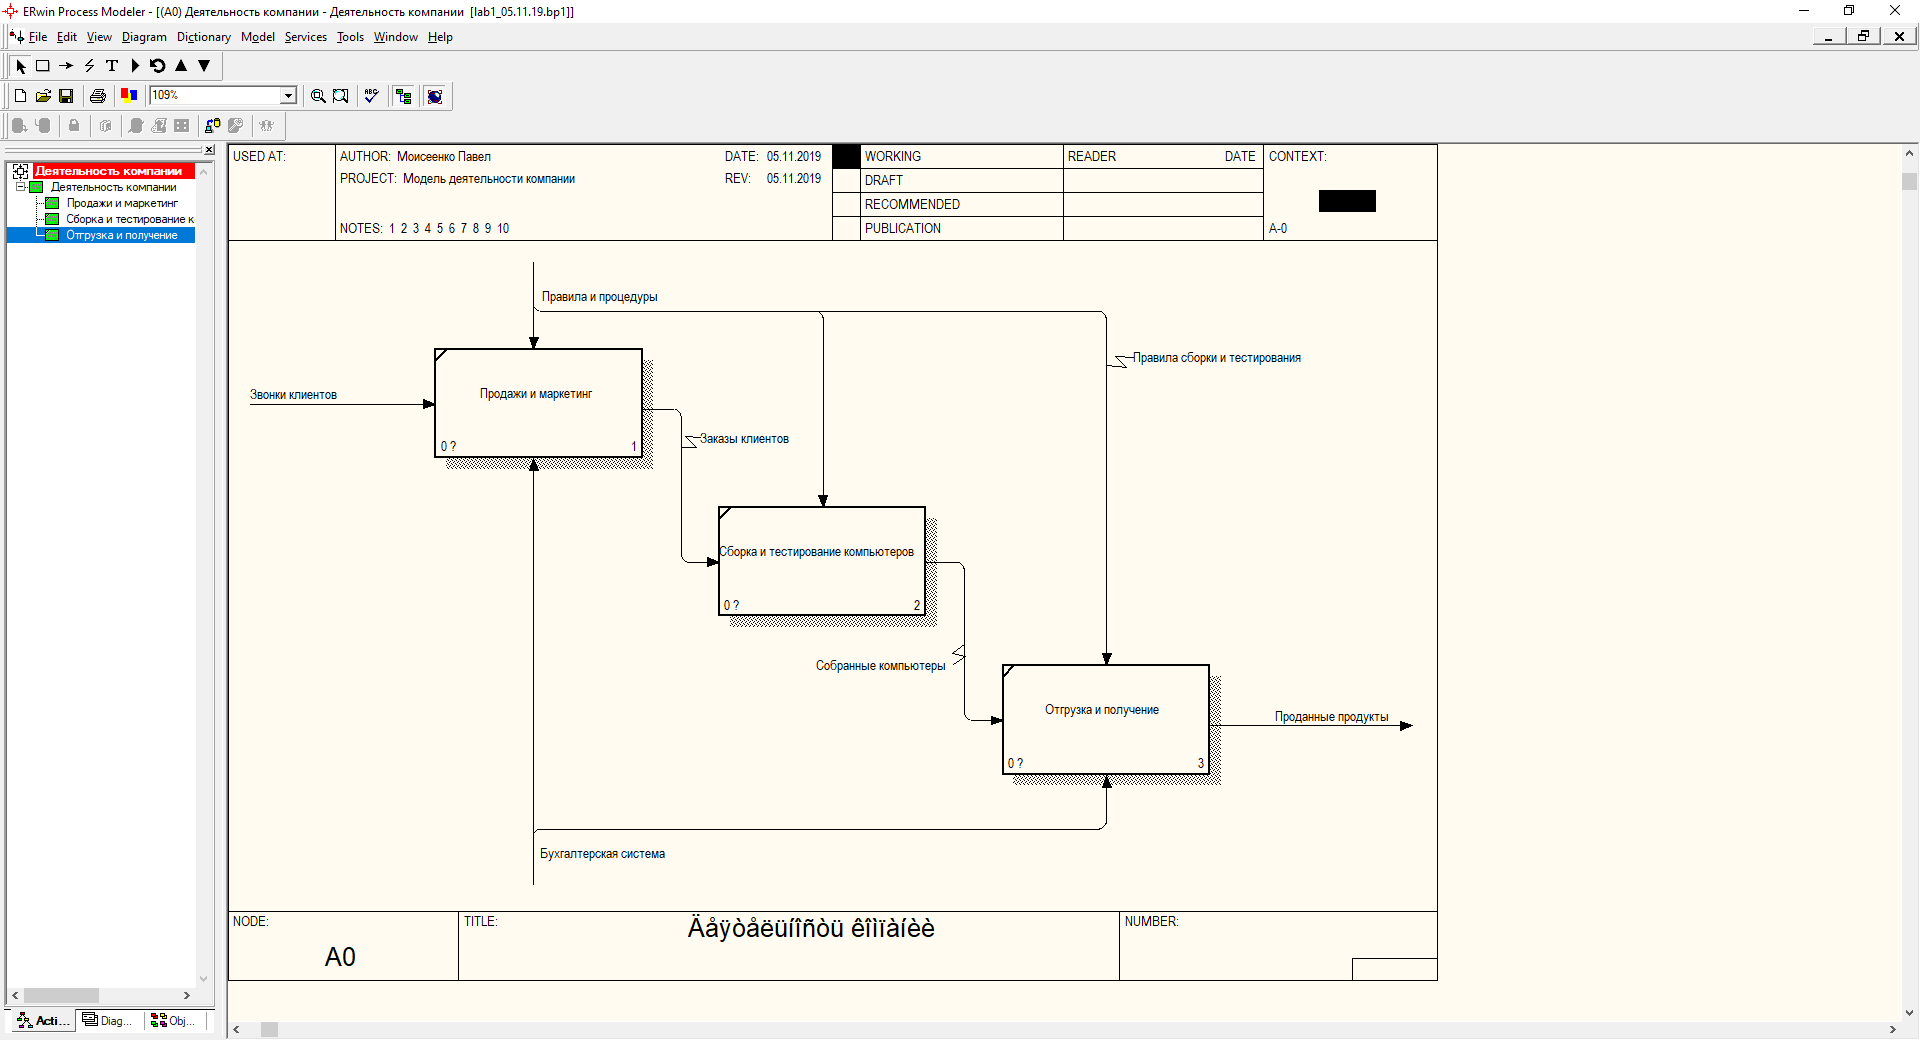 ERwin Process Modeler - [(A0) Деятельность компании - Деятельность компании [lab1_05.11.19.bp1]]
File Edit View Diagram Dictionary Model Services Tools Window Help
109%
ABC
Деятельность компании
Деятельность компании
Продажи и маркетинг
Сборка и тестирование к
Отгрузка и получение
Acti... Diag... Obj...
USED AT:
AUTHOR: Моисеенко Павел
DATE: 05.11.2019
PROJECT: Модель деятельности компании
REV: 05.11.2019
NOTES: 1 2 3 4 5 6 7 8 9 10
WORKING
DRAFT
RECOMMENDED
PUBLICATION
READER DATE
CONTEXT:
A-0
Правила и процедуры
Правила сборки и тестирования
Звонки клиентов
Продажи и маркетинг
0 ? 1
Заказы клиентов
Сборка и тестирование компьютеров
0 ? 2
Собранные компьютеры
Отгрузка и получение
0 ? 3
Проданные продукты
Бухгалтерская система
NODE:
A0
TITLE:
Äåÿòåëüíîñòü êîìïàíèè
NUMBER: